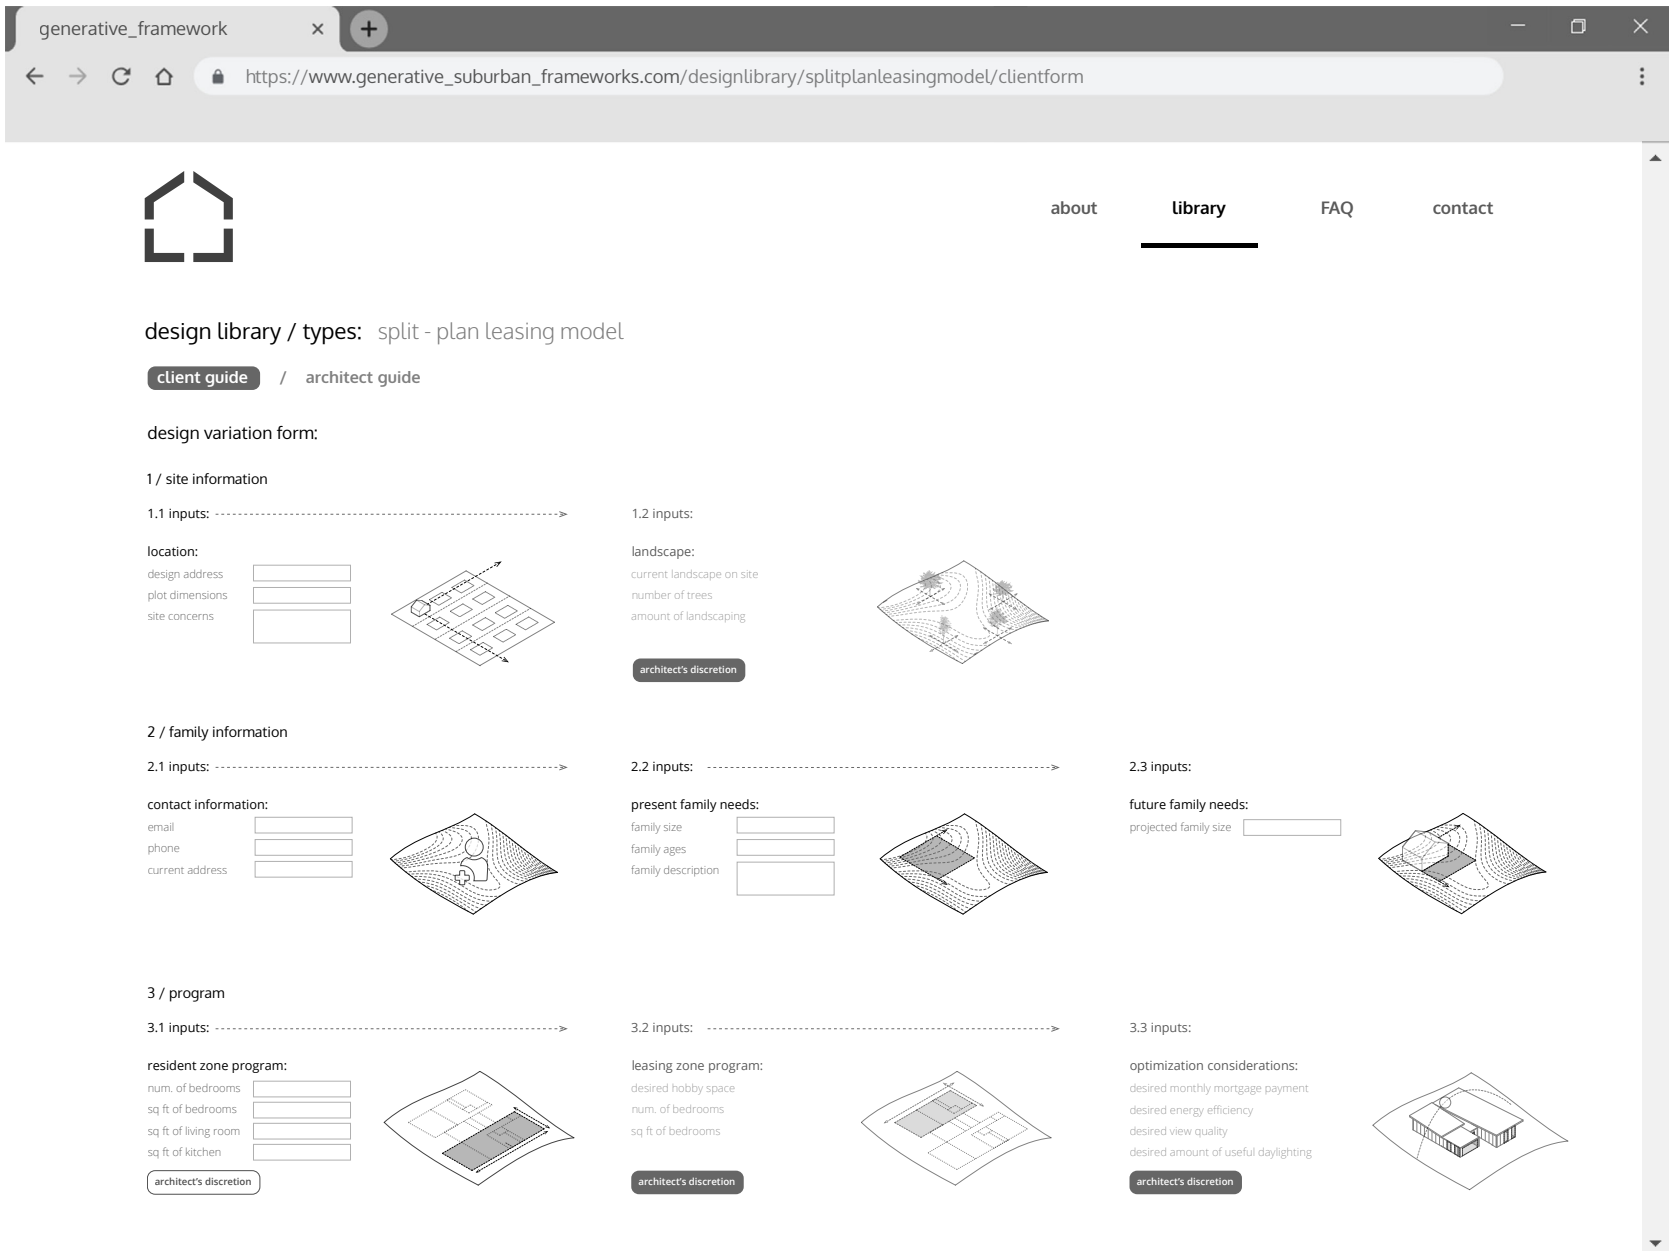 generative_framework
https://www.generative_suburban_frameworks.com/designlibrary/splitplanleasingmodel/clientform
about library FAQ contact
design library / types: split - plan leasing model
client guide / architect guide
design variation form:
1 / site information
1.1 inputs:
location:
design address
plot dimensions
site concerns
1.2 inputs:
landscape:
current landscape on site
number of trees
amount of landscaping
architect's discretion
2 / family information
2.1 inputs:
contact information:
email
phone
current address
2.2 inputs:
present family needs:
family size
family ages
family description
2.3 inputs:
future family needs:
projected family size
3 / program
3.1 inputs:
resident zone program:
num. of bedrooms
sq ft of bedrooms
sq ft of living room
sq ft of kitchen
architect's discretion
3.2 inputs:
leasing zone program:
desired hobby space
num. of bedrooms
sq ft of bedrooms
architect's discretion
3.3 inputs:
optimization considerations:
desired monthly mortgage payment
desired energy efficiency
desired view quality
desired amount of useful daylighting
architect's discretion